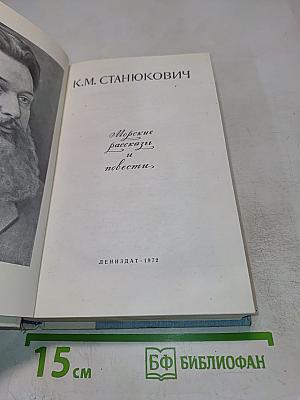 К.М. СТАНЮКОВИЧ
Морские
рассказы
и
повести
ЛЕНИЗДАТ · 1972
15 см
БФ БИБЛИОФАН